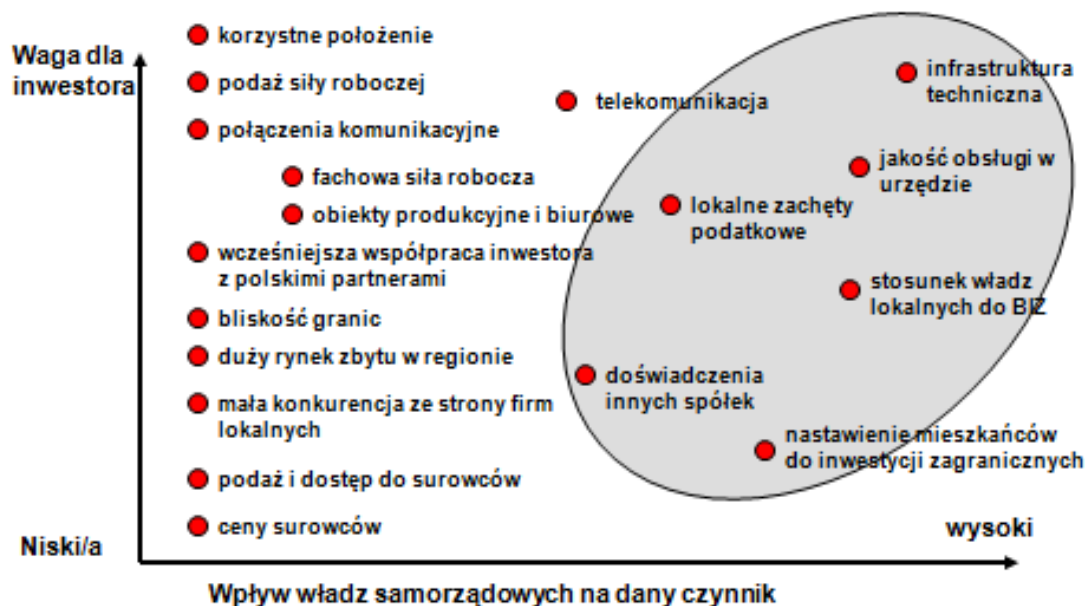 korzystne położenie
Waga dla
inwestora
infrastruktura
techniczna
podaż siły roboczej
telekomunikacja
połączenia komunikacyjne
jakość obsługi w
urzędzie
fachowa siła robocza
lokalne zachęty
podatkowe
obiekty produkcyjne i biurowe
wcześniejsza współpraca inwestora
z polskimi partnerami
stosunek władz
lokalnych do BIZ
bliskość granic
duży rynek zbytu w regionie
doświadczenia
innych spółek
mała konkurencja ze strony firm
lokalnych
nastawienie mieszkańców
do inwestycji zagranicznych
podaż i dostęp do surowców
ceny surowców
wysoki
Niski/a
Wpływ władz samorządowych na dany czynnik